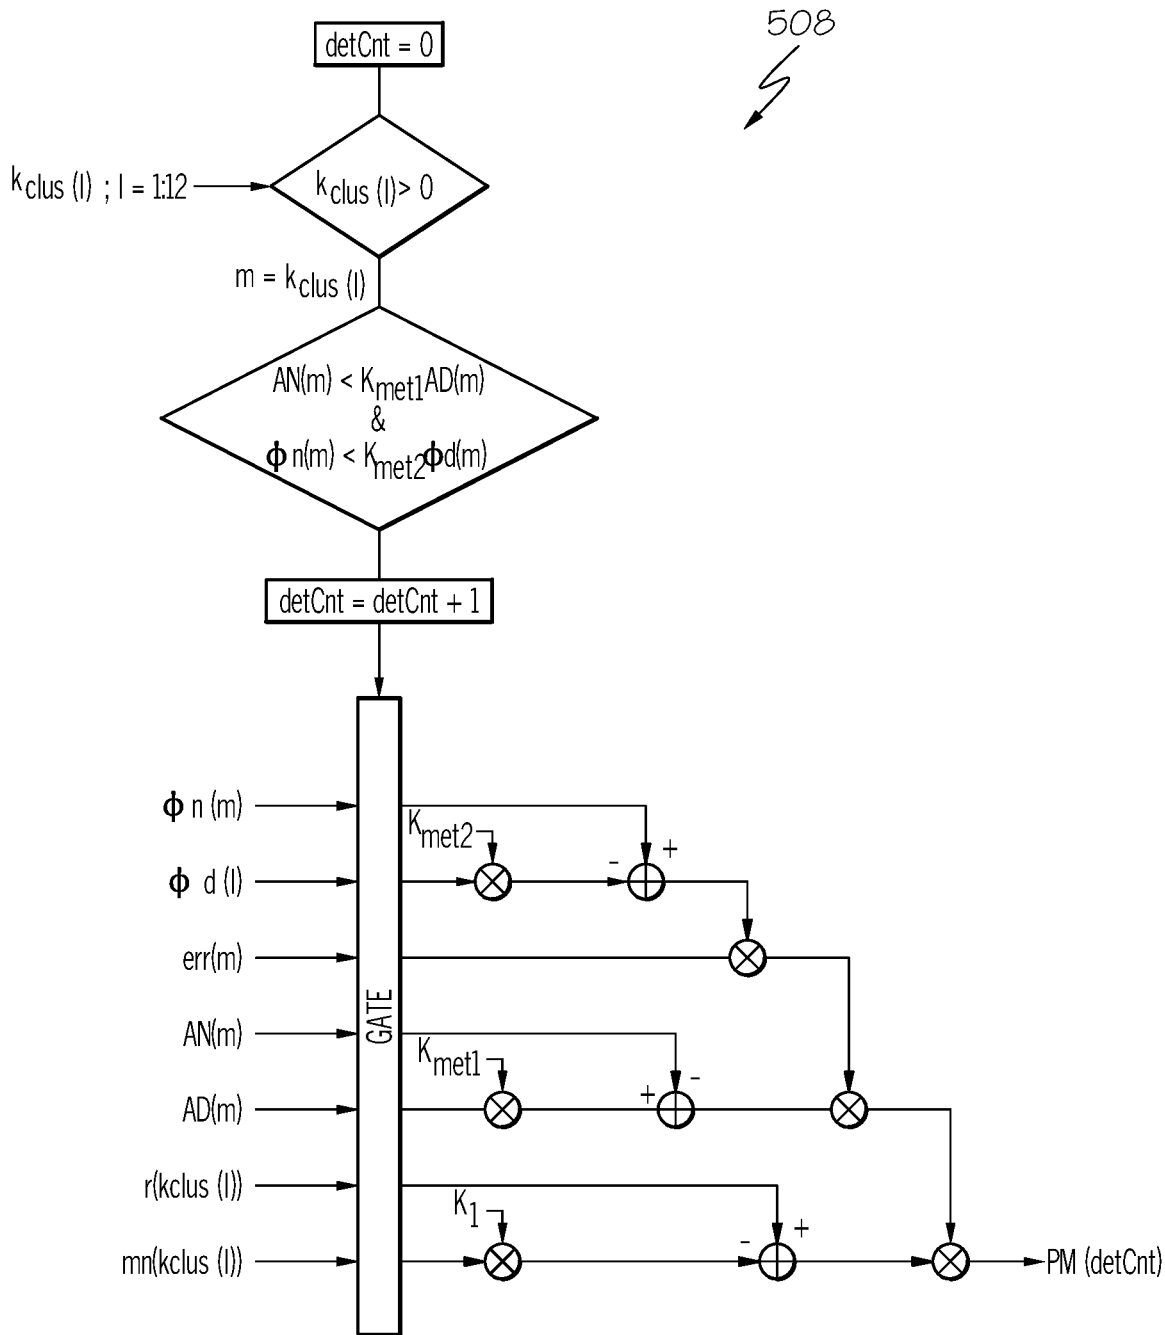 508
detCnt = 0
kclus (l) ; l = 1:12
kclus (l) > 0
m = kclus (l)
AN(m) < Kmet1AD(m)
&
ϕ n(m) < Kmet2ϕd(m)
detCnt = detCnt + 1
GATE
ϕ n (m)
Kmet2
+
-
ϕ d (l)
err(m)
AN(m)
Kmet1
-
+
AD(m)
r(kclus (l))
K1
+
-
mn(kclus (l))
PM (detCnt)